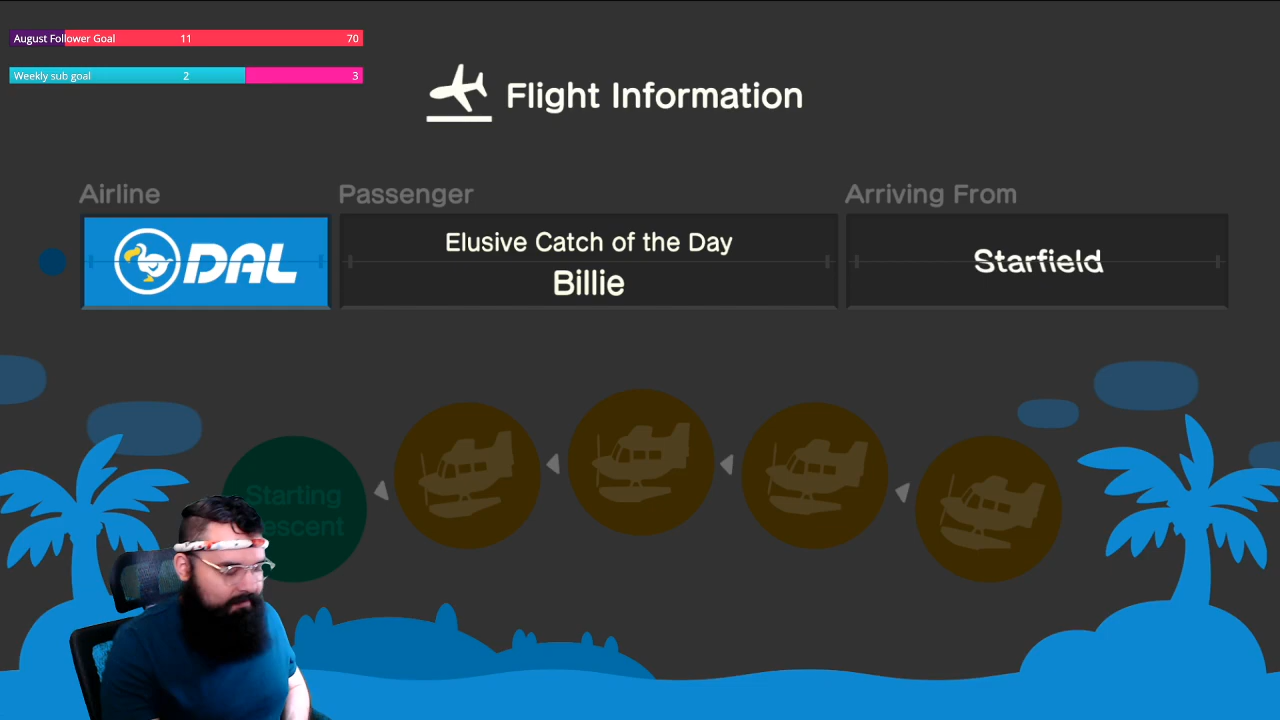 August Follower Goal 11 70
Weekly sub goal 2 3
Flight Information
Airline Passenger Arriving From
DAL
Elusive Catch of the Day
Billie
Starfield
Starting